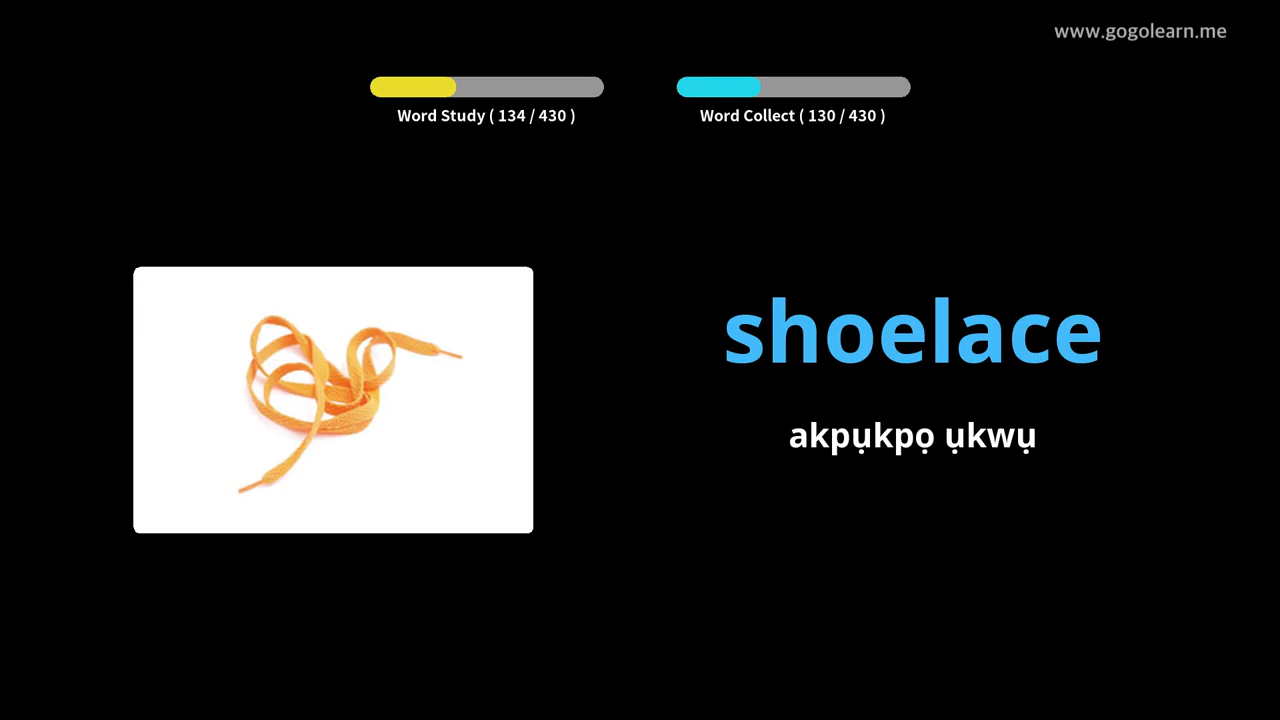 www.gogolearn.me
Word Study ( 134 / 430 )
Word Collect ( 130 / 430 )
shoelace
akpụkpọ ụkwụ